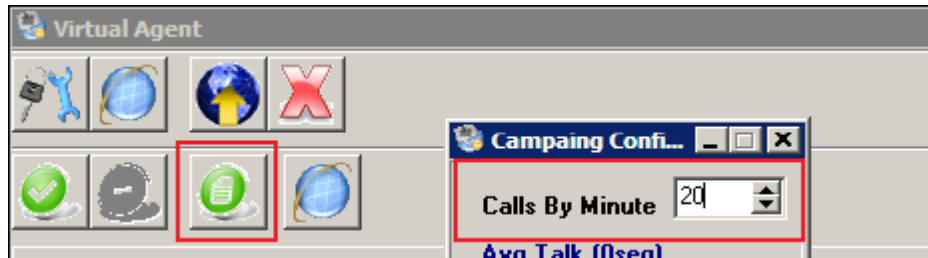 Virtual Agent
Campaing Confi...
Calls By Minute 20
Avg Talk (0seg)